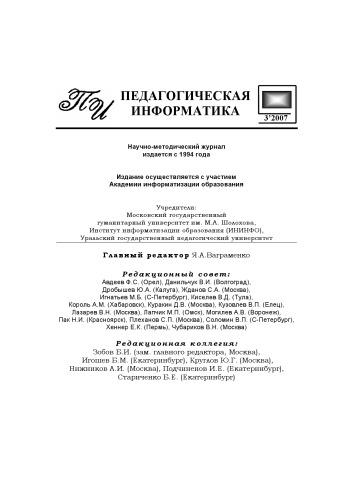 ПИ
ПЕДАГОГИЧЕСКАЯ
ИНФОРМАТИКА
3'2007
Научно-методический журнал
издается с 1994 года
Издание осуществляется с участием
Академии информатизации образования
Учредители:
Московский государственный
гуманитарный университет им. М.А. Шолохова,
Институт информатизации образования (ИНИНФО),
Уральский государственный педагогический университет
Главный редактор Я.А.Ваграменко
Редакционный совет:
Авдеев Ф.С. (Орел), Данильчук В.И. (Волгоград),
Дробышев Ю.А. (Калуга), Жданов С.А. (Москва),
Игнатьев М.Б. (С-Петербург), Киселев В.Д. (Тула),
Король А.М. (Хабаровск), Куракин Д.В. (Москва), Кузовлев В.П. (Елец),
Лазарев В.Н. (Москва), Лапчик М.П. (Омск), Могилев А.В. (Воронеж),
Пак Н.И. (Красноярск), Плеханов С.П. (Москва), Соломин В.П. (С-Петербург),
Хеннер Е.К. (Пермь), Чубариков В.Н. (Москва)
Редакционная коллегия:
Зобов Б.И. (зам. главного редактора, Москва),
Игошев Б.М. (Екатеринбург), Круглов Ю.Г. (Москва),
Нижников А.И. (Москва), Подчиненов И.Е. (Екатеринбург),
Стариченко Б.Е. (Екатеринбург)